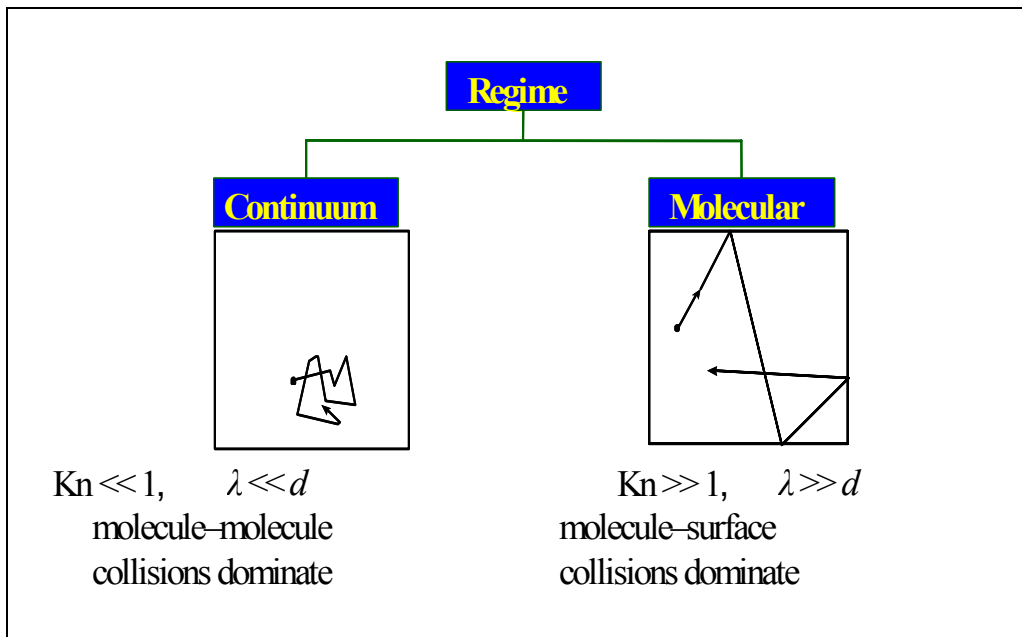 Regime
Continuum
Molecular
Kn << 1, λ << d
molecule–molecule
collisions dominate
Kn >> 1, λ >> d
molecule–surface
collisions dominate